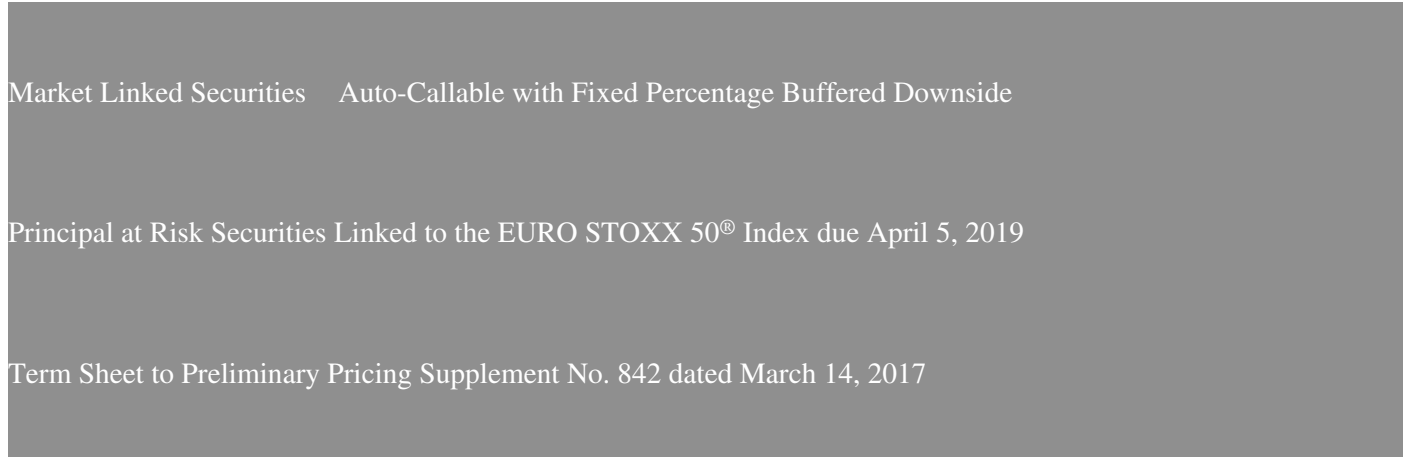 Market Linked Securities Auto-Callable with Fixed Percentage Buffered Downside
Principal at Risk Securities Linked to the EURO STOXX 50® Index due April 5, 2019
Term Sheet to Preliminary Pricing Supplement No. 842 dated March 14, 2017